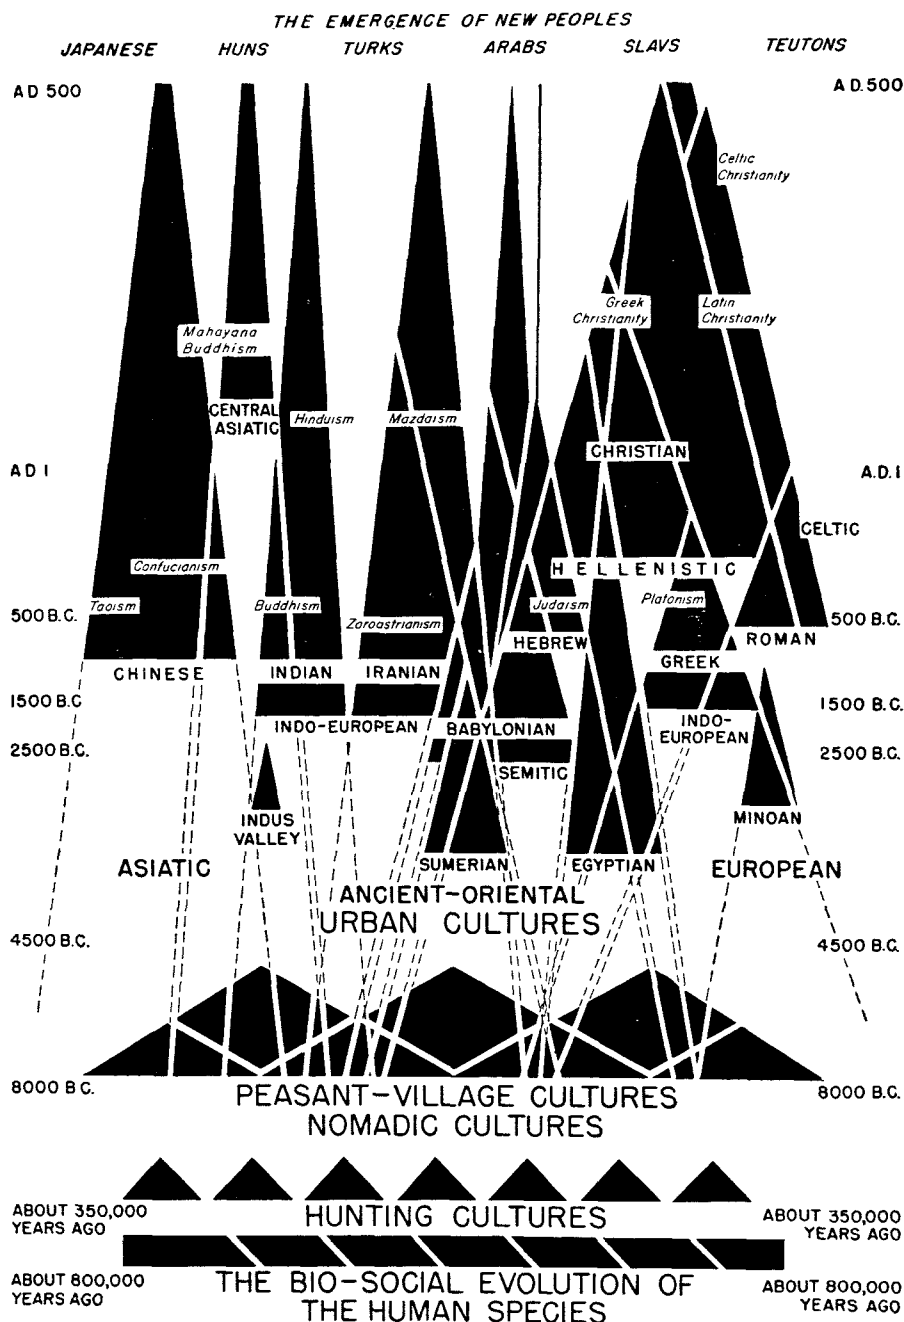 THE EMERGENCE OF NEW PEOPLES
JAPANESE HUNS TURKS ARABS SLAVS TEUTONS
A.D. 500 A.D. 500
Celtic
Christianity
Greek
Christianity
Latin
Christianity
Mahayana
Buddhism
CENTRAL
ASIATIC
Hinduism
Mazdaism
CHRISTIAN
A.D. I A.D. I
CELTIC
Confucianism
HELLENISTIC
Taoism
Buddhism
Zoroastrianism
Judaism
Platonism
500 B.C. 500 B.C.
HEBREW
ROMAN
CHINESE
INDIAN
IRANIAN
GREEK
1500 B.C 1500 B.C.
INDO-EUROPEAN
BABYLONIAN
INDO-
EUROPEAN
2500 B.C. 2500 B.C.
SEMITIC
INDUS
VALLEY
MINOAN
ASIATIC
SUMERIAN
EGYPTIAN
EUROPEAN
ANCIENT-ORIENTAL
URBAN CULTURES
4500 B.C. 4500 B.C.
8000 B.C. 8000 B.C.
PEASANT-VILLAGE CULTURES
NOMADIC CULTURES
ABOUT 350,000
YEARS AGO
HUNTING CULTURES
ABOUT 350,000
YEARS AGO
ABOUT 800,000
YEARS AGO
THE BIO-SOCIAL EVOLUTION OF
THE HUMAN SPECIES
ABOUT 800,000
YEARS AGO